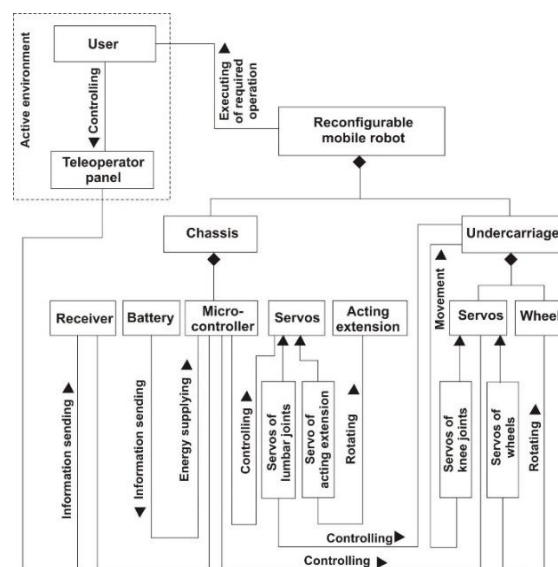 Active environment
User
Controlling
Teleoperator
panel
Executing
of required
operation
Reconfigurable
mobile robot
Chassis
Undercarriage
Receiver
Battery
Micro-
controller
Servos
Acting
extension
Movement
Servos
Wheel
Information sending
Information sending
Energy supplying
Controlling
Servos of
lumbar joints
Servo of
acting extension
Rotating
Servos of
knee joints
Servos of
wheels
Rotating
Controlling
Controlling